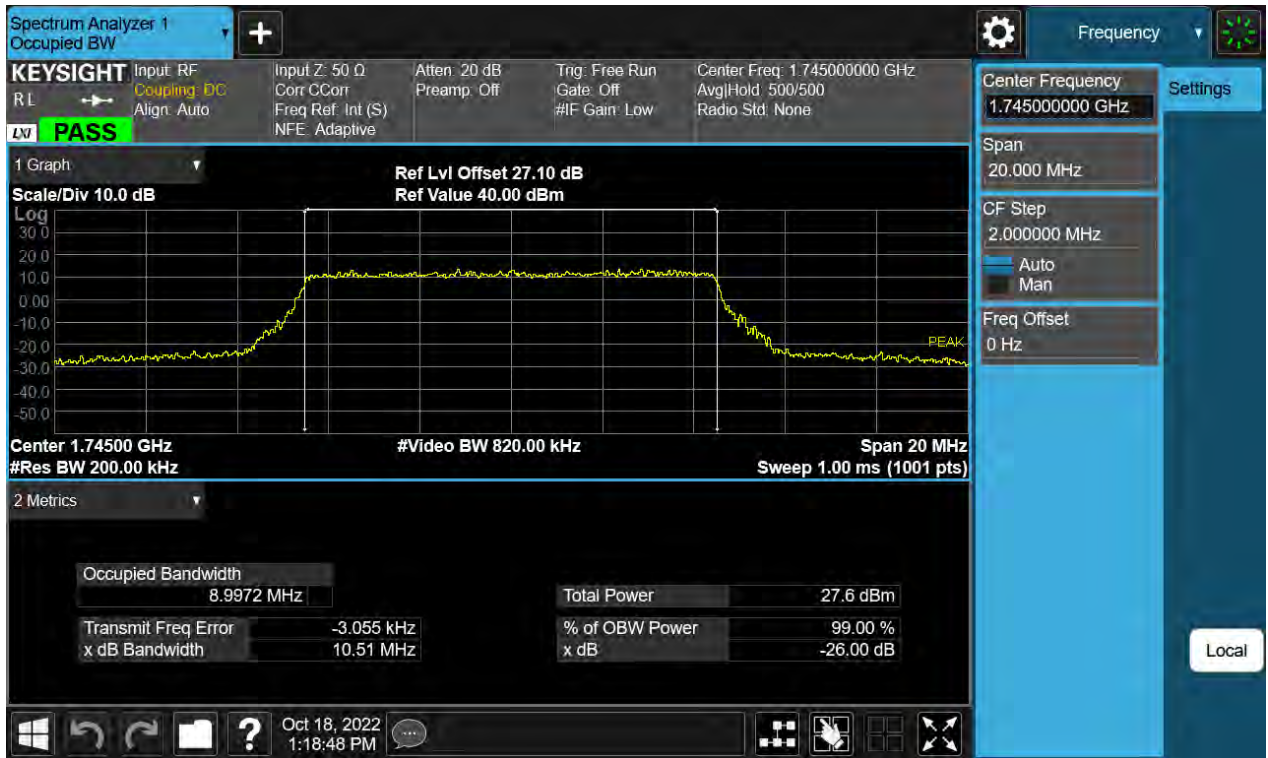 Spectrum Analyzer 1
Occupied BW
Frequency
KEYSIGHT
RL
LXI
PASS
Input: RF
Coupling: DC
Align: Auto
Input Z: 50 Ω
Corr CCorr
Freq Ref: Int (S)
NFE: Adaptive
Atten: 20 dB
Preamp: Off
Trig: Free Run
Gate: Off
#IF Gain: Low
Center Freq: 1.745000000 GHz
Avg|Hold: 500/500
Radio Std: None
Center Frequency
1.745000000 GHz
Settings
Span
20.000 MHz
CF Step
2.000000 MHz
Auto
Man
Freq Offset
0 Hz
Local
1 Graph
Scale/Div 10.0 dB
Ref Lvl Offset 27.10 dB
Ref Value 40.00 dBm
Log
30.0
20.0
10.0
0.00
-10.0
-20.0
-30.0
-40.0
-50.0
PEAK
Center 1.74500 GHz
#Video BW 820.00 kHz
Span 20 MHz
#Res BW 200.00 kHz
Sweep 1.00 ms (1001 pts)
2 Metrics
Occupied Bandwidth
8.9972 MHz
Total Power 27.6 dBm
Transmit Freq Error -3.055 kHz
% of OBW Power 99.00 %
x dB Bandwidth 10.51 MHz
x dB -26.00 dB
?
Oct 18, 2022
1:18:48 PM